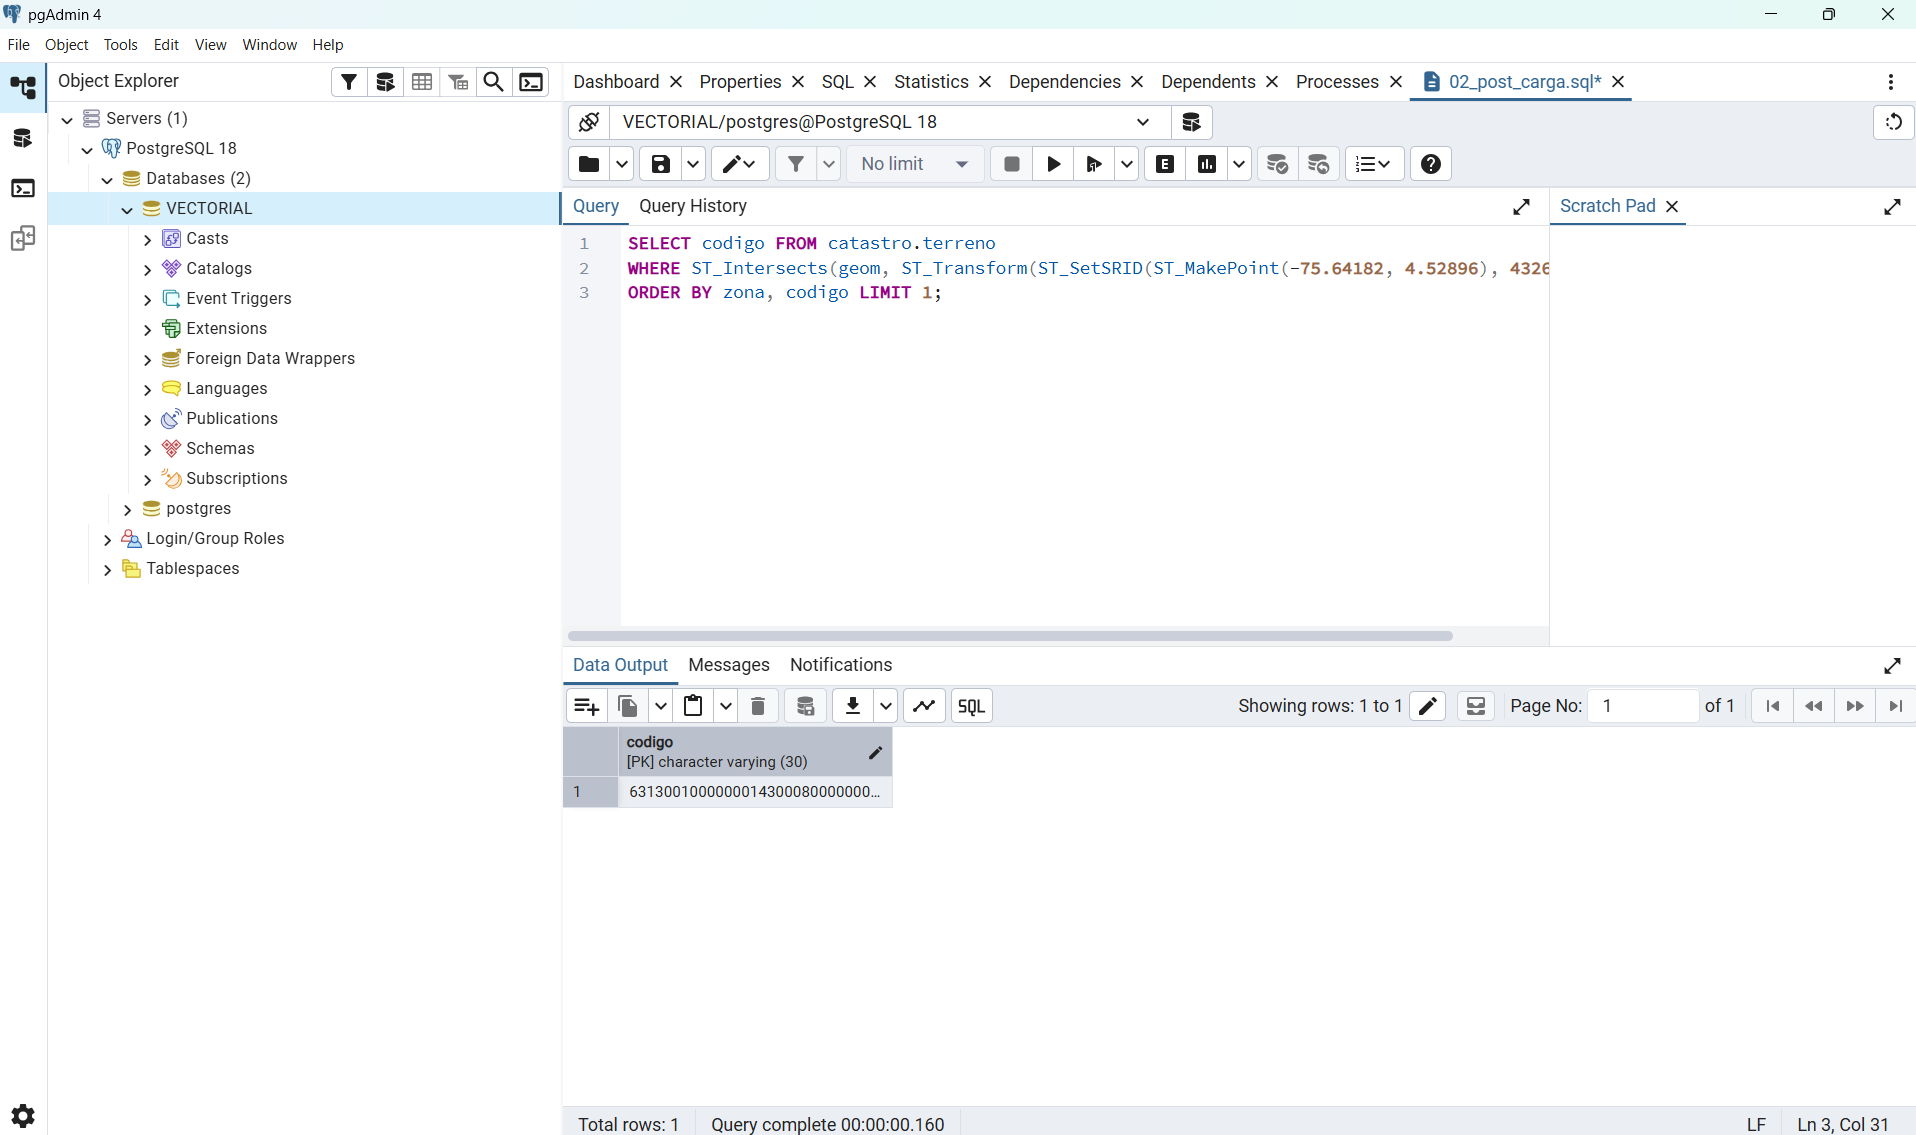 pgAdmin 4
File Object Tools Edit View Window Help
Object Explorer
Dashboard Properties SQL Statistics Dependencies Dependents Processes 02_post_carga.sql*
Servers (1)
PostgreSQL 18
Databases (2)
VECTORIAL
Casts
Catalogs
Event Triggers
Extensions
Foreign Data Wrappers
Languages
Publications
Schemas
Subscriptions
postgres
Login/Group Roles
Tablespaces
VECTORIAL/postgres@PostgreSQL 18
No limit
E
Query Query History
Scratch Pad
1 SELECT codigo FROM catastro.terreno
2 WHERE ST_Intersects(geom, ST_Transform(ST_SetSRID(ST_MakePoint(-75.64182, 4.52896), 4326
3 ORDER BY zona, codigo LIMIT 1;
Data Output Messages Notifications
SQL
Showing rows: 1 to 1 Page No: 1 of 1
codigo
[PK] character varying (30)
1 6313001000000014300080000000...
Total rows: 1 Query complete 00:00:00.160 LF Ln 3, Col 31